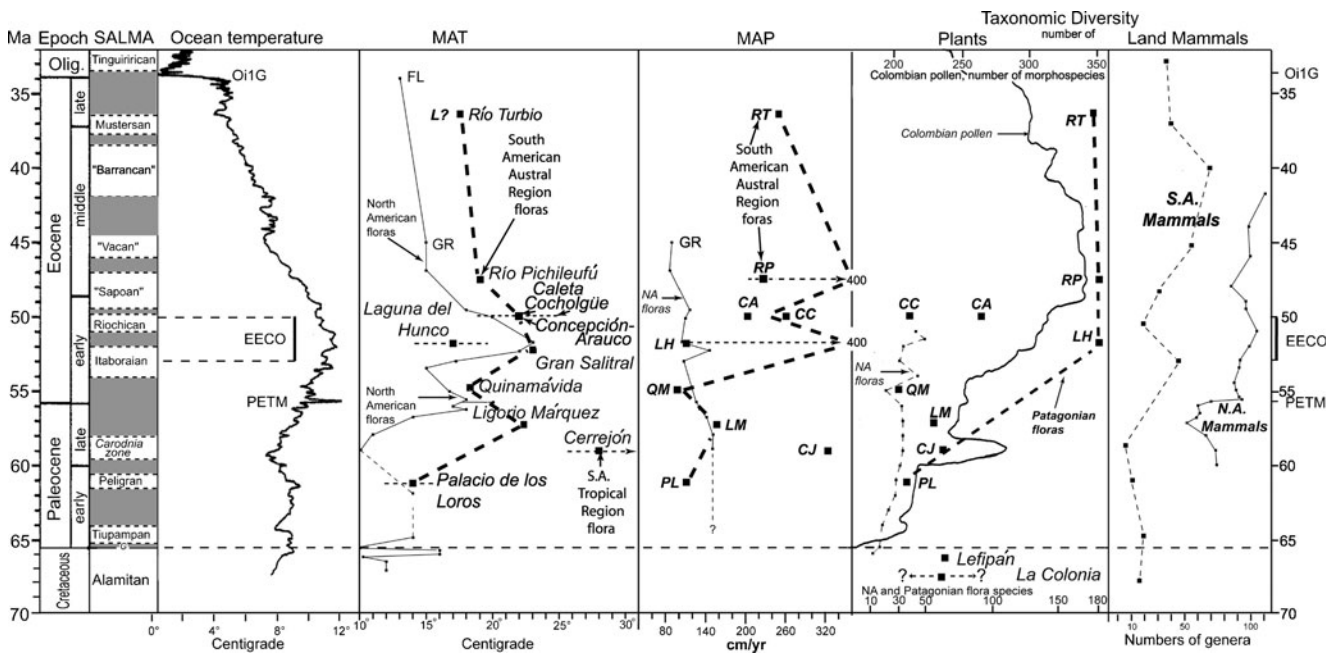 Taxonomic Diversity
number of
Ma Epoch SALMA Ocean temperature MAT MAP Plants Land Mammals
200 250 300 350
Colombian pollen, number of morphospecies
Olig.
Tinguirirican
Oi1G
FL
Oi1G
35
late
Mustersan
L? Río Turbio
RT
RT
35
Colombian pollen
South
American
Austral
Region
floras
South
American
Austral
Region
foras
40
"Barrancan"
40
Eocene
middle
S.A.
Mammals
North
American
floras
45
"Vacan"
GR
GR
45
"Sapoan"
Río Pichileufú
RP
400
RP
Caleta
Cocholgüe
NA
floras
Laguna del
Hunco
CA
CC
CC
CA
50
Riochican
Concepción-
Arauco
50
early
EECO
LH
400
LH
EECO
Itaboraian
Gran Salitral
NA
floras
55
PETM
Quinamávida
QM
QM
55
PETM
North
American
floras
Ligorio Márquez
LM
LM
Patagonian
floras
N.A.
Mammals
Paleocene
late
Carodnia
zone
Cerrejón
CJ
CJ
60
60
Peligran
Palacio de los
Loros
S.A.
Tropical
Region
flora
PL
PL
early
Tiupampan
?
65
65
Cretaceous
Alamitan
Lefipán
? ? La Colonia
NA and Patagonian flora species
70
10 30 50 100 180
70
0° 4° 8° 12° 10° 15° 20° 25° 30° 80 140 200 260 320 10 50 100
Centigrade
Centigrade
cm/yr
Numbers of genera